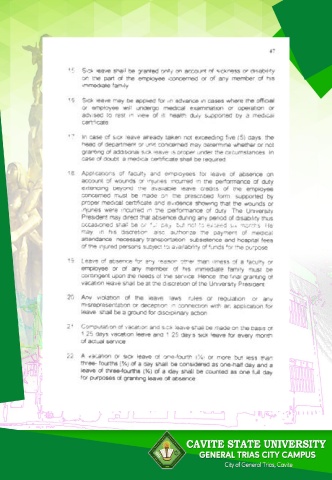 47
15. Sick leave shall be granted only on account of sickness or disability
on the part of the employee concerned or of any member of his
immediate family
16. Sick leave may be applied for in advance in cases where the official
or employee will undergo medical examination or operation or
advised to rest in view of ill health duly supported by a medical
certificate
17. In case of sick leave already taken not exceeding five (5) days, the
head of department or unit concerned may determine whether or not
granting of additional sick leave is proper under the circumstances. In
case of doubt, a medical certificate shall be required
18. Applications of faculty and employees for leave of absence on
account of wounds or injuries incurred in the performance of duty
extending beyond the available leave credits of the employee
concerned must be made on the prescribed form, supported by
proper medical certificate and evidence showing that the wounds or
injuries were incurred in the performance of duty. The University
President may direct that absence during any period of disability thus
occasioned shall be on full pay, but not to exceed six months. He
may in his discretion also authorize the payment of medical
attendance, necessary transportation, subsistence and hospital fees
of the injured persons subject to availability of funds for the purpose
19. Leave of absence for any reason other than illness of a faculty or
employee or of any member of his immediate family must be
contingent upon the needs of the service. Hence, the final granting of
vacation leave shall be at the discretion of the University President
20. Any violation of the leave laws, rules or regulation or any
misrepresentation or deception in connection with an application for
leave shall be a ground for disciplinary action
21. Computation of vacation and sick leave shall be made on the basis of
1.25 days vacation leave and 1.25 days sick leave for every month
of actual service
22. A vacation or sick leave of one-fourth (¼) or more but less than
three-fourths (¾) of a day shall be considered as one-half day and a
leave of three-fourths (¾) of a day shall be counted as one full day
for purposes of granting leave of absence
CAVITE STATE UNIVERSITY
GENERAL TRIAS CITY CAMPUS
City of General Trias, Cavite